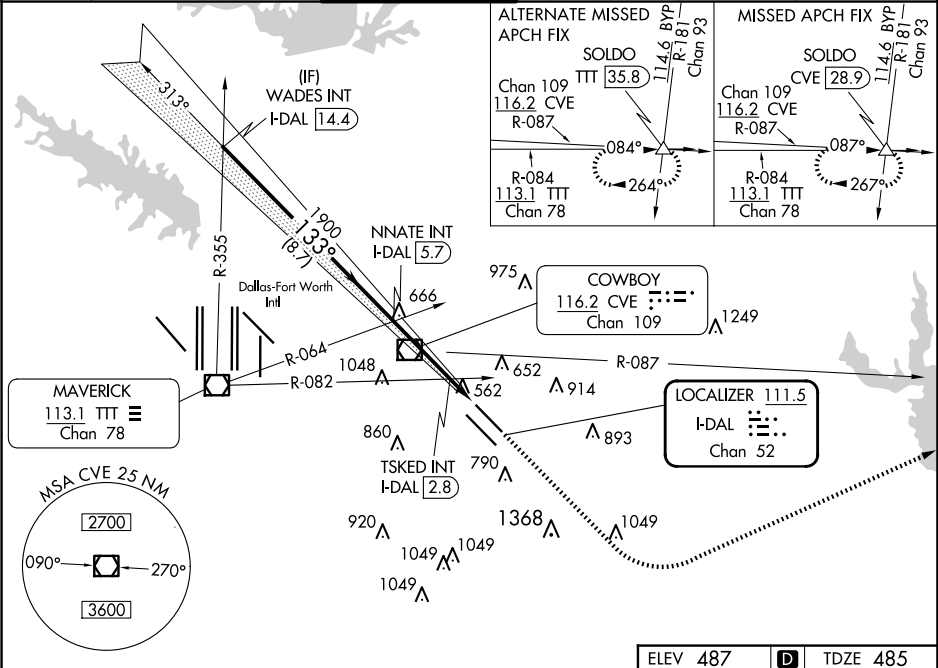 ALTERNATE MISSED
APCH FIX
SOLDO
TTT 35.8
114.6 BYP
R-181
Chan 93
Chan 109
116.2 CVE
R-087
084°
264°
R-084
113.1 TTT
Chan 78
MISSED APCH FIX
SOLDO
CVE 28.9
114.6 BYP
R-181
Chan 93
Chan 109
116.2 CVE
R-087
087°
267°
R-084
113.1 TTT
Chan 78
313°
(IF)
WADES INT
I-DAL 14.4
R-355
1900
133°
(8.7)
NNATE INT
I-DAL 5.7
Dallas-Fort Worth
Intl
666
975
COWBOY
116.2 CVE
Chan 109
1249
R-064
R-087
1048
R-082
652
562
914
MAVERICK
113.1 TTT
Chan 78
LOCALIZER 111.5
I-DAL
Chan 52
860
893
TSKED INT
I-DAL 2.8
790
MSA CVE 25 NM
2700
090°
270°
3600
920
1368
1049
1049
1049
1049
ELEV 487
D
TDZE 485